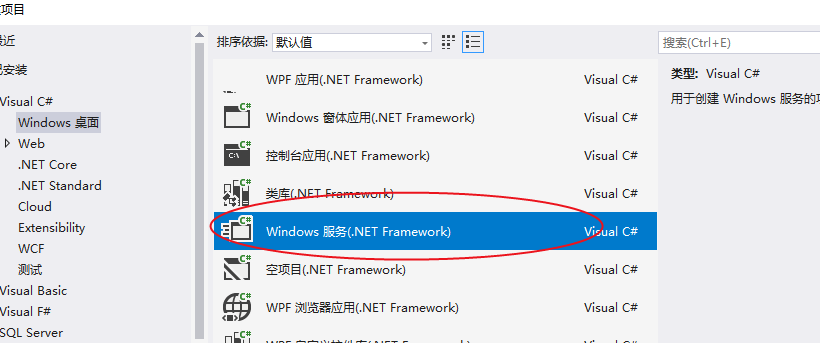 项目
排序依据: 默认值
搜索(Ctrl+E)
近
安装
Visual C#
Windows 桌面
Web
.NET Core
.NET Standard
Cloud
Extensibility
WCF
测试
Visual Basic
Visual F#
SQL Server
WPF 应用(.NET Framework) Visual C#
Windows 窗体应用(.NET Framework) Visual C#
控制台应用(.NET Framework) Visual C#
类库(.NET Framework) Visual C#
Windows 服务(.NET Framework) Visual C#
空项目(.NET Framework) Visual C#
WPF 浏览器应用(.NET Framework) Visual C#
类型: Visual C#
用于创建 Windows 服务的项